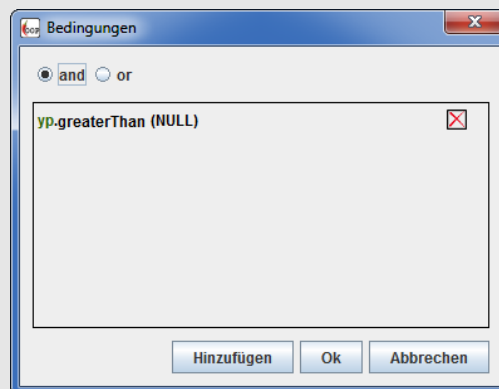 Bedingungen
and or
yp.greaterThan (NULL)
Hinzufügen Ok Abbrechen